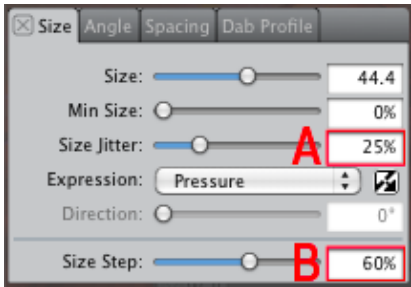 Size Angle Spacing Dab Profile
Size: 44.4
Min Size: 0%
Size Jitter: A 25%
Expression: Pressure
Direction: 0°
Size Step: B 60%